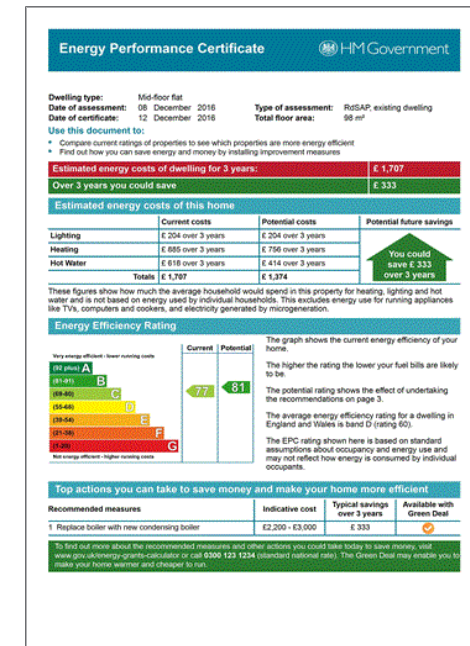 Energy Performance Certificate
HM Government
Dwelling type: Mid-floor flat
Date of assessment: 08 December 2016 Type of assessment: RdSAP, existing dwelling
Date of certificate: 12 December 2016 Total floor area: 98 m²
Use this document to:
• Compare current ratings of properties to see which properties are more energy efficient
• Find out how you can save energy and money by installing improvement measures
Estimated energy costs of dwelling for 3 years: £ 1,707
Over 3 years you could save £ 333
Estimated energy costs of this home
Current costs Potential costs Potential future savings
Lighting £ 204 over 3 years £ 204 over 3 years
Heating £ 885 over 3 years £ 756 over 3 years
Hot Water £ 618 over 3 years £ 414 over 3 years
Totals £ 1,707 £ 1,374
You could
save £ 333
over 3 years
These figures show how much the average household would spend in this property for heating, lighting and hot
water and is not based on energy used by individual households. This excludes energy use for running appliances
like TVs, computers and cookers, and electricity generated by microgeneration.
Energy Efficiency Rating
Current Potential
Very energy efficient - lower running costs
(92 plus) A
(81-91) B
(69-80) C
(55-68) D
(39-54) E
(21-38) F
(1-20) G
Not energy efficient - higher running costs
77
81
The graph shows the current energy efficiency of your
home.
The higher the rating the lower your fuel bills are likely
to be.
The potential rating shows the effect of undertaking
the recommendations on page 3.
The average energy efficiency rating for a dwelling in
England and Wales is band D (rating 60).
The EPC rating shown here is based on standard
assumptions about occupancy and energy use and
may not reflect how energy is consumed by individual
occupants.
Top actions you can take to save money and make your home more efficient
Recommended measures Indicative cost Typical savings over 3 years Available with Green Deal
1 Replace boiler with new condensing boiler £2,200 - £3,000 £ 333
To find out more about the recommended measures and other actions you could take today to save money, visit
www.gov.uk/energy-grants-calculator or call 0300 123 1234 (standard national rate). The Green Deal may enable you to
make your home warmer and cheaper to run.